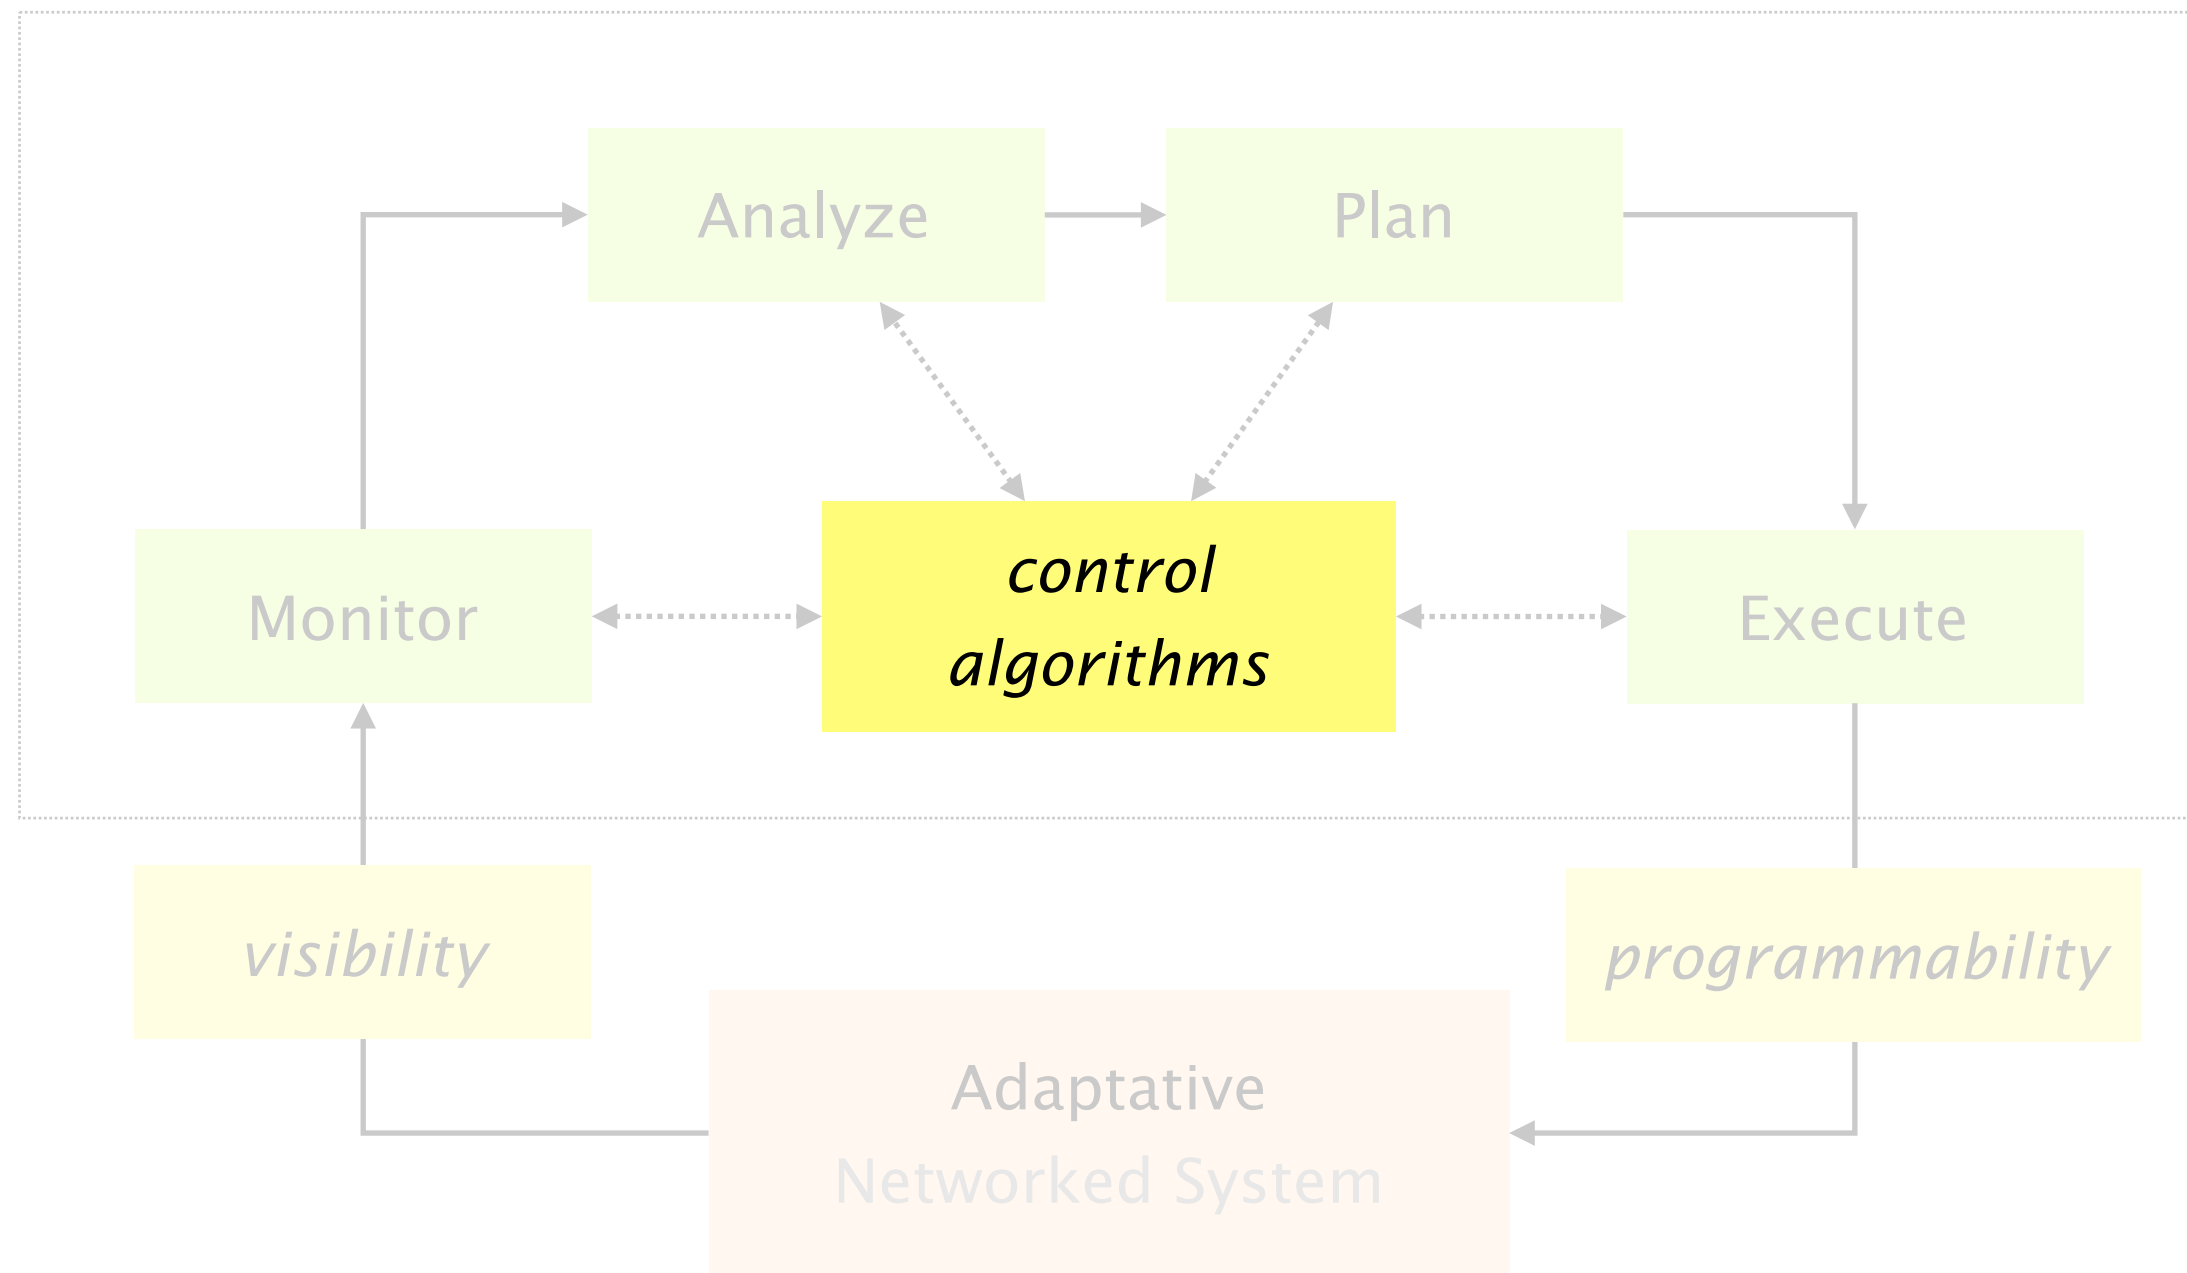 Analyze
Plan
control
algorithms
Monitor
Execute
visibility
programmability
Adaptative
Networked System